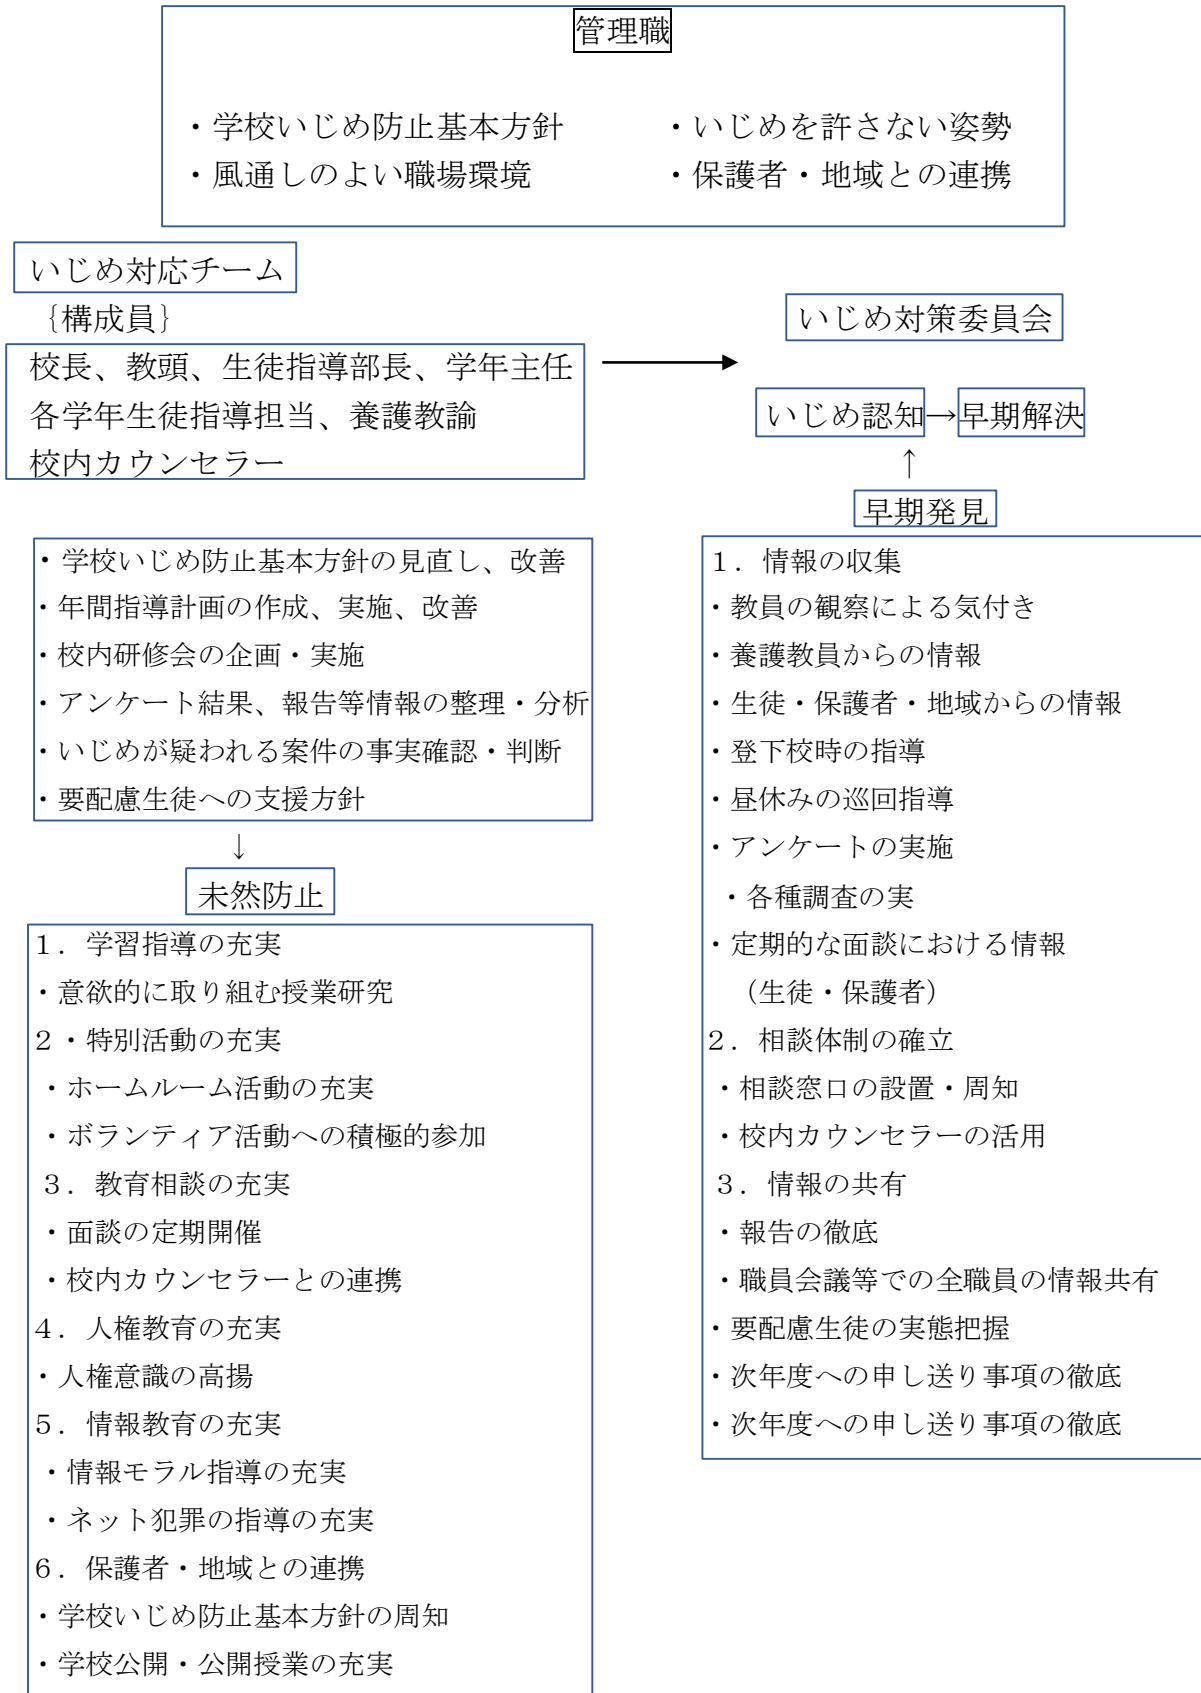 管理職
・学校いじめ防止基本方針　　　・いじめを許さない姿勢
・風通しのよい職場環境　　　　・保護者・地域との連携
いじめ対応チーム
｛構成員｝
校長、教頭、生徒指導部長、学年主任
各学年生徒指導担当、養護教諭
校内カウンセラー
・学校いじめ防止基本方針の見直し、改善
・年間指導計画の作成、実施、改善
・校内研修会の企画・実施
・アンケート結果、報告等情報の整理・分析
・いじめが疑われる案件の事実確認・判断
・要配慮生徒への支援方針
↓
未然防止
１．学習指導の充実
・意欲的に取り組む授業研究
２・特別活動の充実
・ホームルーム活動の充実
・ボランティア活動への積極的参加
３．教育相談の充実
・面談の定期開催
・校内カウンセラーとの連携
４．人権教育の充実
・人権意識の高揚
５．情報教育の充実
・情報モラル指導の充実
・ネット犯罪の指導の充実
６．保護者・地域との連携
・学校いじめ防止基本方針の周知
・学校公開・公開授業の充実
いじめ対策委員会
いじめ認知→早期解決
↑
早期発見
１．情報の収集
・教員の観察による気付き
・養護教員からの情報
・生徒・保護者・地域からの情報
・登下校時の指導
・昼休みの巡回指導
・アンケートの実施
・各種調査の実
・定期的な面談における情報
（生徒・保護者）
２．相談体制の確立
・相談窓口の設置・周知
・校内カウンセラーの活用
３．情報の共有
・報告の徹底
・職員会議等での全職員の情報共有
・要配慮生徒の実態把握
・次年度への申し送り事項の徹底
・次年度への申し送り事項の徹底